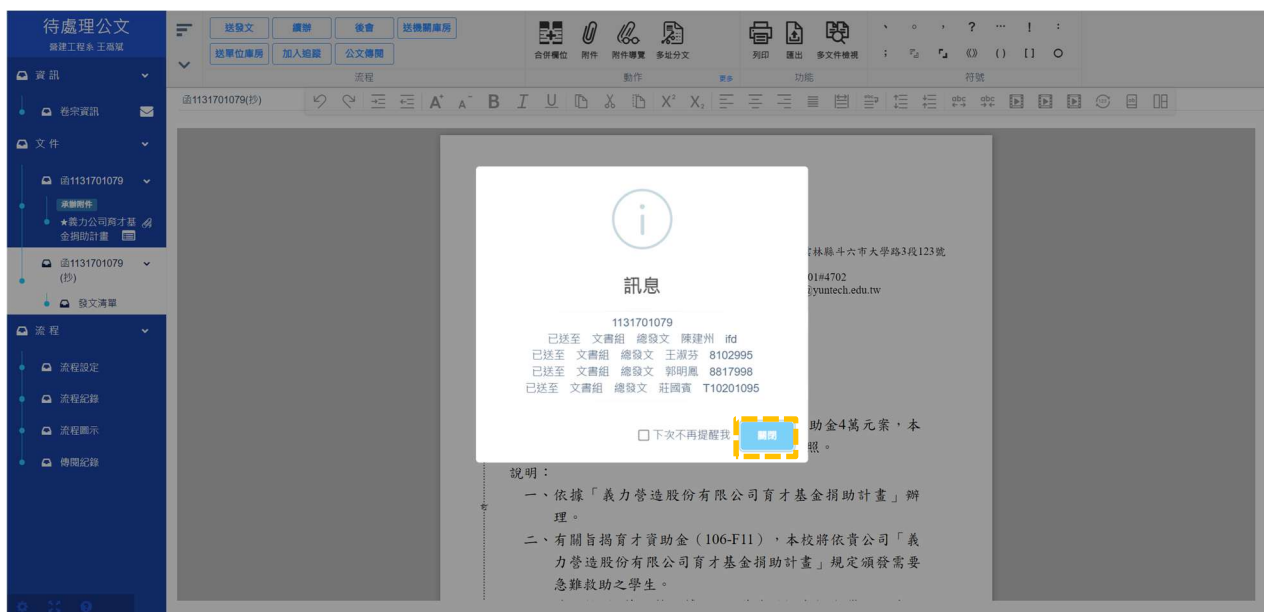 待處理公文
營建工程系 王嘉斌
資訊
卷宗資訊
文件
函1131701079
承辦附件
★義力公司育才基
金捐助計畫
函1131701079
(抄)
發文清單
流程
流程設定
流程紀錄
流程圖示
傳閱紀錄
送發文 續辦 後會 送機關庫房
送單位庫房 加入追蹤 公文傳閱
流程
合併欄位 附件 附件導覽 多址分文
動作 更多
列印 匯出 多文件檢視
功能
、 。 , ? … ! :
; 『』 「」 《》 ( ) [ ] ○
符號
函1131701079(抄)
林縣斗六市大學路3段123號
01#4702
@yuntech.edu.tw
訊息
1131701079
已送至 文書組 總發文 陳建州 ifd
已送至 文書組 總發文 王淑芬 8102995
已送至 文書組 總發文 郭明鳳 8817998
已送至 文書組 總發文 莊國賓 T10201095
下次不再提醒我 關閉
助金4萬元案,本
照。
說明:
一、依據「義力營造股份有限公司育才基金捐助計畫」辦
理。
二、有關旨揭育才資助金(106-F11),本校將依貴公司「義
力營造股份有限公司育才基金捐助計畫」規定頒發需要
急難救助之學生。